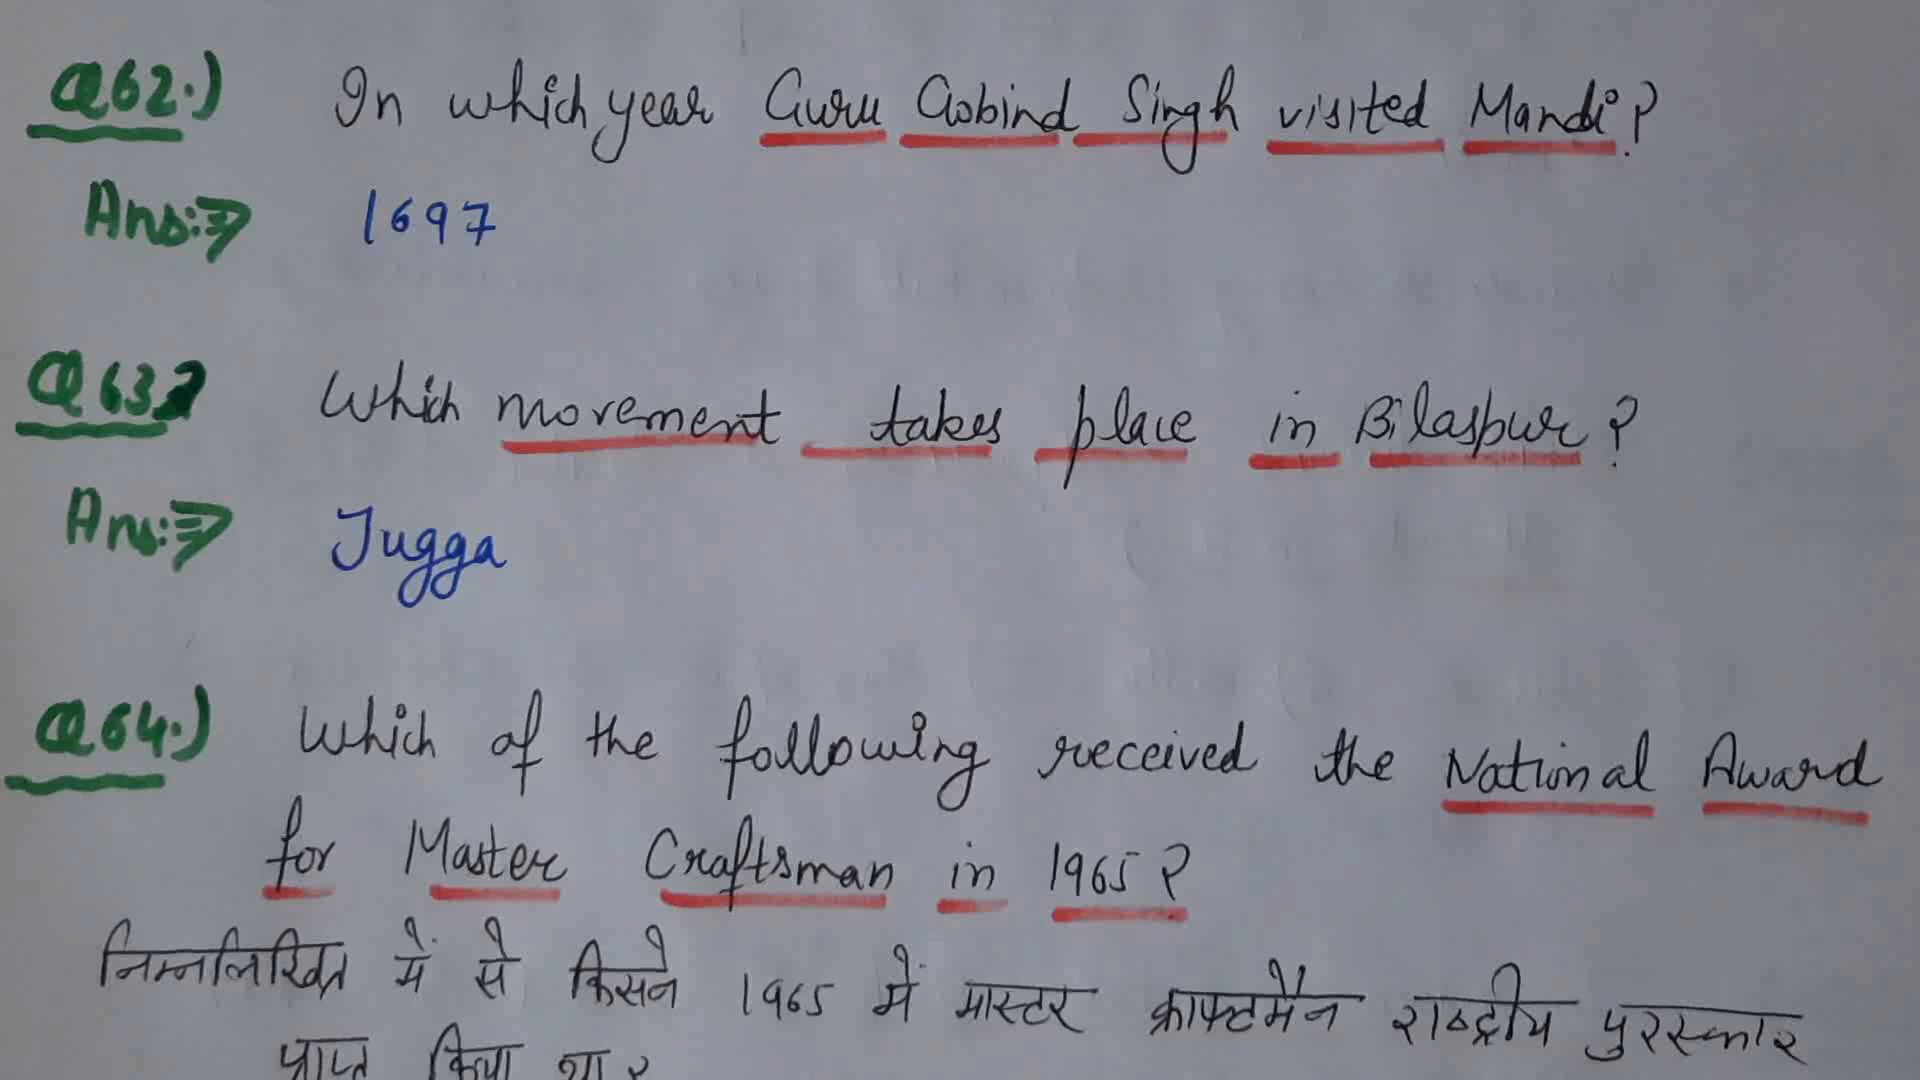 Q62.) In which year Guru Gobind Singh visited Mandi?
Ans:⇒ 1697
Q63.) Which movement takes place in Bilaspur?
Ans:⇒ Jugga
Q64.) Which of the following received the National Award
for Master Craftsman in 1965?
निम्नलिखित में से किसने 1965 में मास्टर क्राफ्टमैन राष्ट्रीय पुरस्कार
प्राप्त किया था?